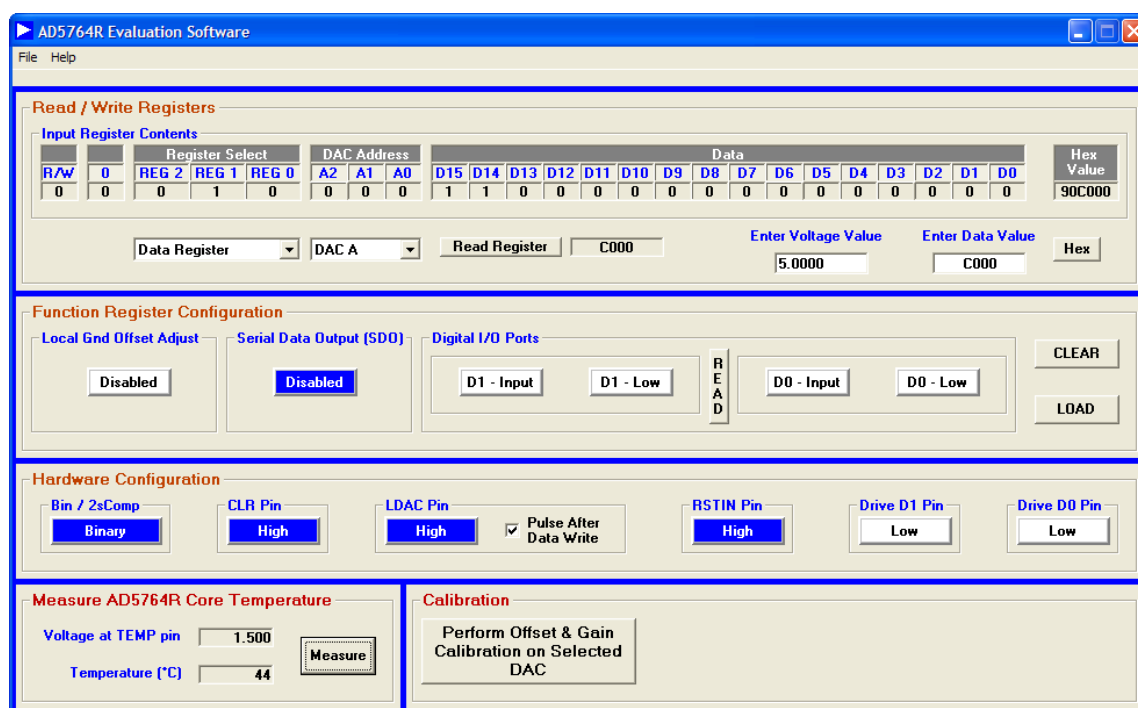 AD5764R Evaluation Software
File Help
Read / Write Registers
Input Register Contents
Register Select DAC Address Data Hex
R/W 0 REG 2 REG 1 REG 0 A2 A1 A0 D15 D14 D13 D12 D11 D10 D9 D8 D7 D6 D5 D4 D3 D2 D1 D0 Value
0 0 0 1 0 0 0 0 1 1 0 0 0 0 0 0 0 0 0 0 0 0 0 0 90C000
Enter Voltage Value Enter Data Value
Data Register DAC A Read Register C000 5.0000 C000 Hex
Function Register Configuration
Local Gnd Offset Adjust Serial Data Output (SDO) Digital I/O Ports
Disabled Disabled D1 - Input D1 - Low READ D0 - Input D0 - Low CLEAR
LOAD
Hardware Configuration
Bin / 2sComp CLR Pin LDAC Pin RSTIN Pin Drive D1 Pin Drive D0 Pin
Binary High High Pulse After High Low Low
Data Write
Measure AD5764R Core Temperature
Voltage at TEMP pin 1.500
Measure
Temperature (°C) 44
Calibration
Perform Offset & Gain
Calibration on Selected
DAC